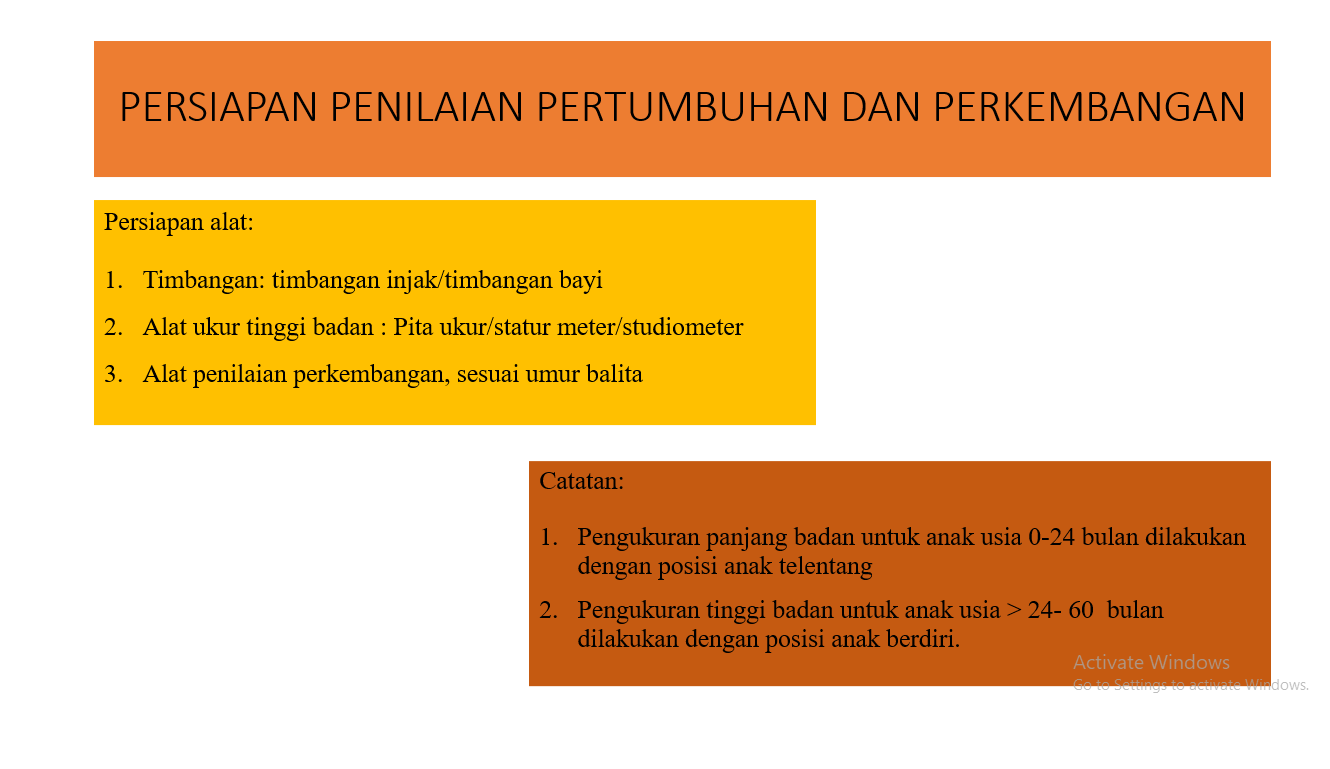 PERSIAPAN PENILAIAN PERTUMBUHAN DAN PERKEMBANGAN
Persiapan alat:
1. Timbangan: timbangan injak/timbangan bayi
2. Alat ukur tinggi badan : Pita ukur/statur meter/studiometer
3. Alat penilaian perkembangan, sesuai umur balita
Catatan:
1. Pengukuran panjang badan untuk anak usia 0-24 bulan dilakukan
dengan posisi anak telentang
2. Pengukuran tinggi badan untuk anak usia > 24- 60  bulan
dilakukan dengan posisi anak berdiri.
Activate Windows
Go to Settings to activate Windows.